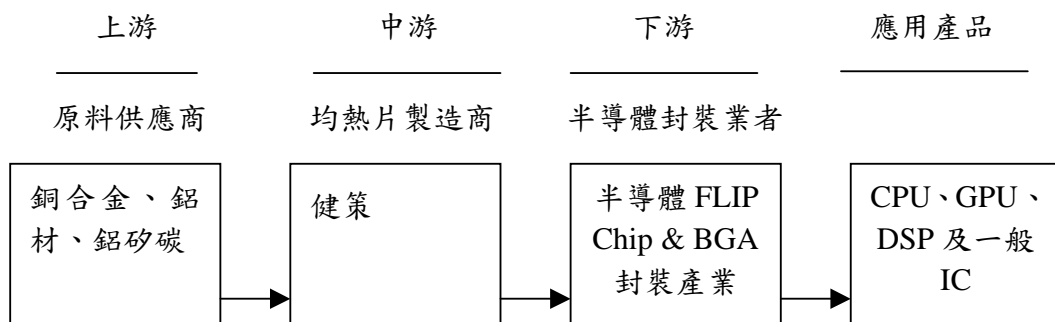 上游
中游
下游
應用產品
原料供應商
均熱片製造商
半導體封裝業者
銅合金、鋁
材、鋁矽碳
健策
半導體 FLIP
Chip & BGA
封裝產業
CPU、GPU、
DSP 及一般
IC